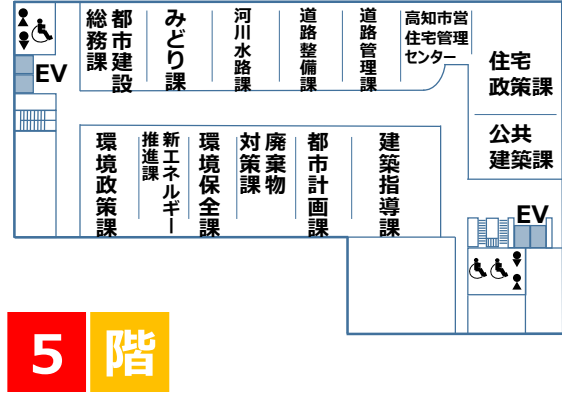 都市建設
総務課
みどり課
河川水路課
道路整備課
道路管理課
高知市営
住宅管理
センター
住宅
政策課
公共
建築課
EV
環境政策課
新エネルギー
推進課
環境保全課
廃棄物
対策課
都市計画課
建築指導課
EV
5 階